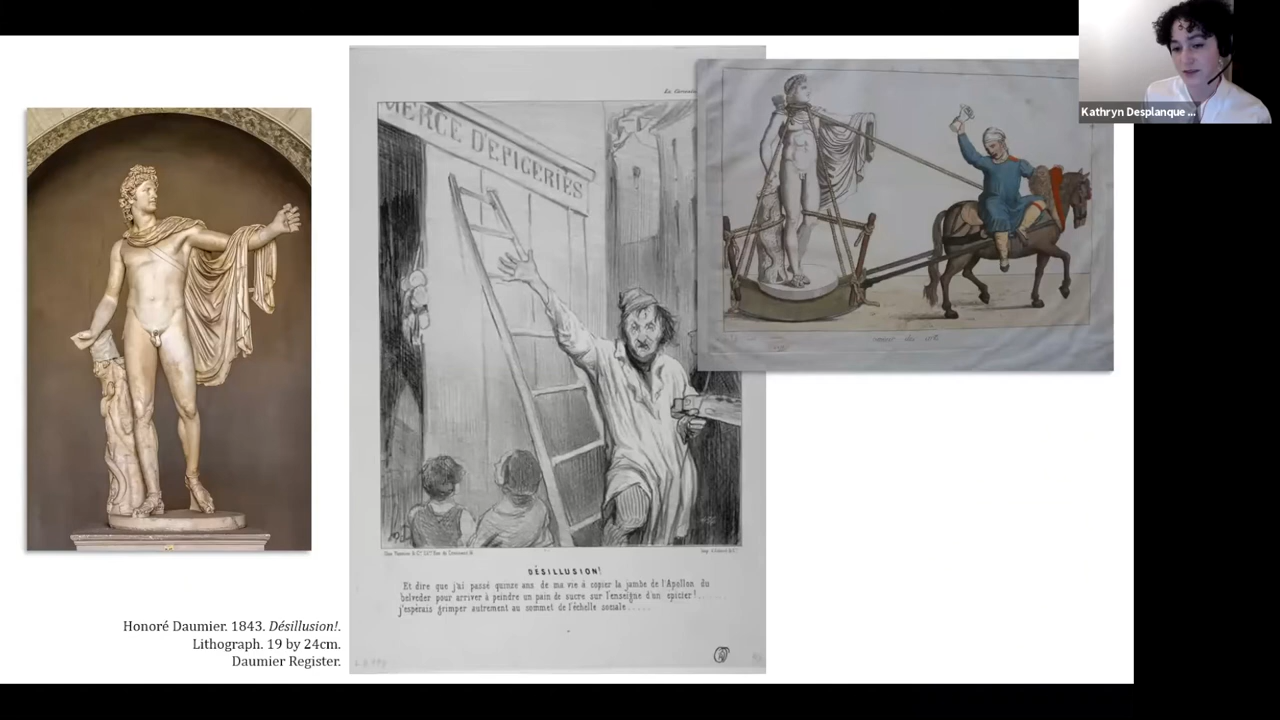 Kathryn Desplanque ...
MERCE D'EPICERIES
DÉSILLUSION!
Et dire que j'ai passé quinze ans de ma vie à copier la jambe de l'Apollon du
belveder pour arriver à peindre un pain de sucre sur l'enseigne d'un epicier!......
j'espérais grimper autrement au sommet de l'échelle sociale.....
Honoré Daumier. 1843. Désillusion!.
Lithograph. 19 by 24cm.
Daumier Register.